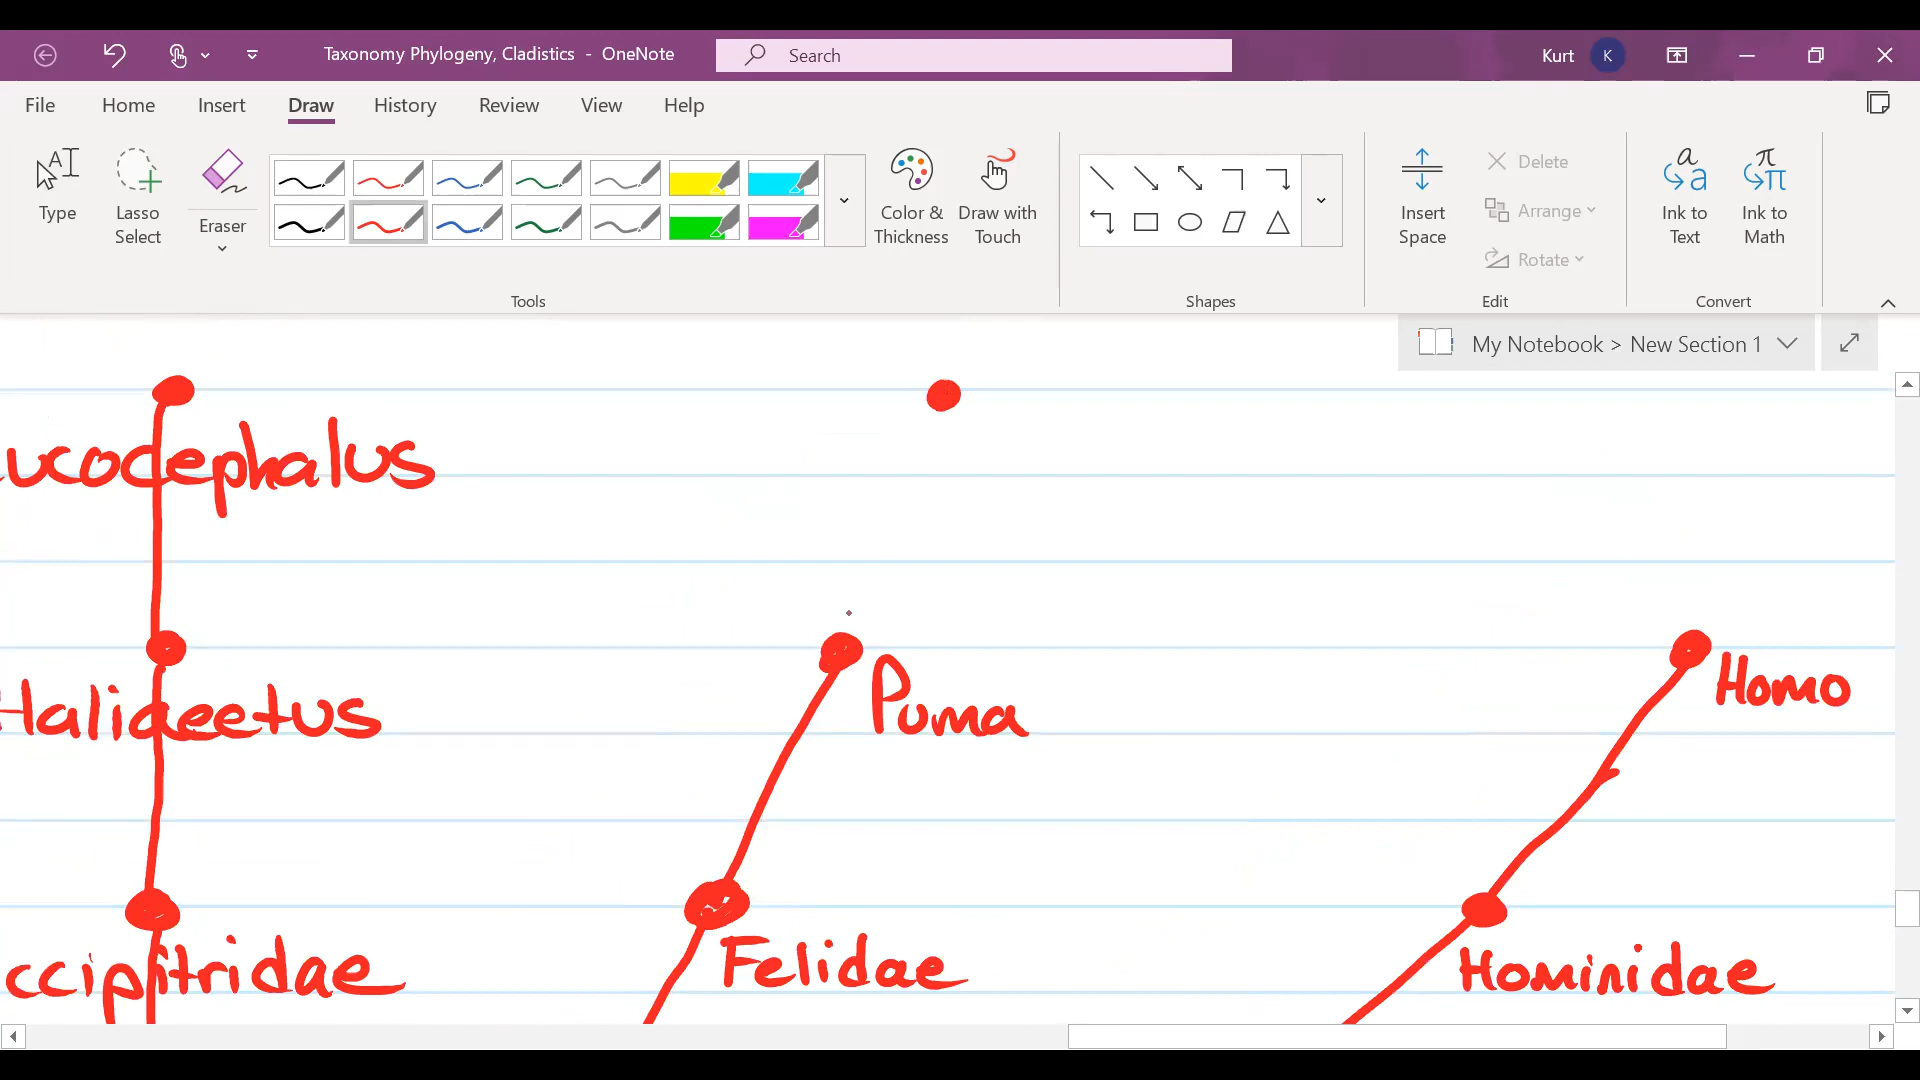 Taxonomy Phylogeny, Cladistics - OneNote
Search
Kurt
K
File Home Insert Draw History Review View Help
Type
Lasso Select
Eraser
Color & Thickness
Draw with Touch
Insert Space
Delete
Arrange
Rotate
Ink to Text
Ink to Math
Tools
Shapes
Edit
Convert
My Notebook > New Section 1
ucocephalus
Haliaeetus
Puma
Homo
ccipitridae
Felidae
Hominidae